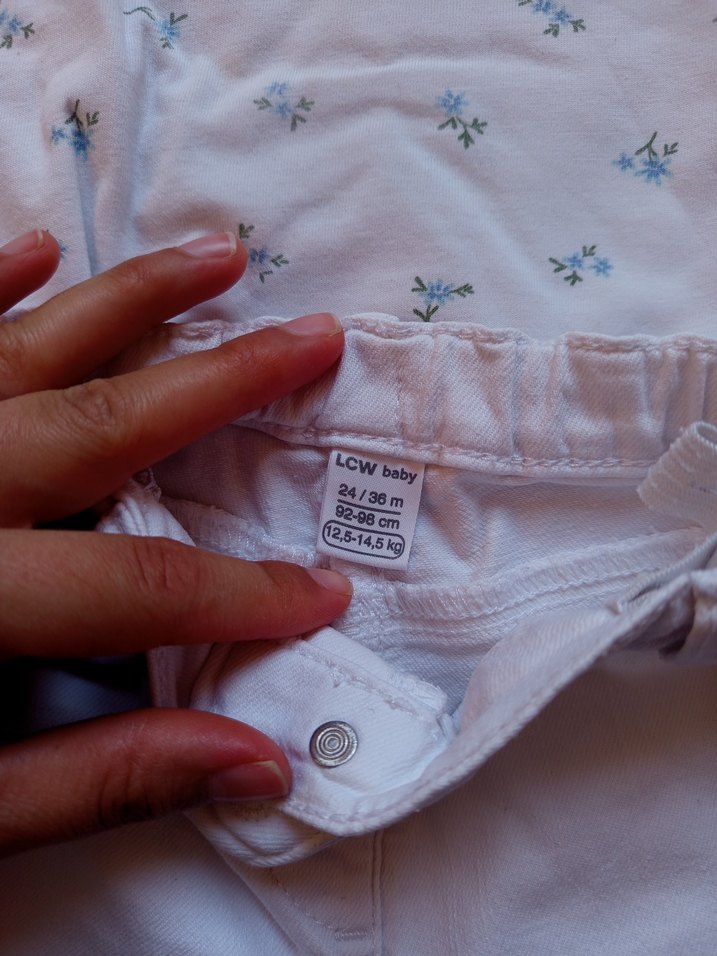 LCW baby
24 / 36 m
92-98 cm
12,5-14,5 kg